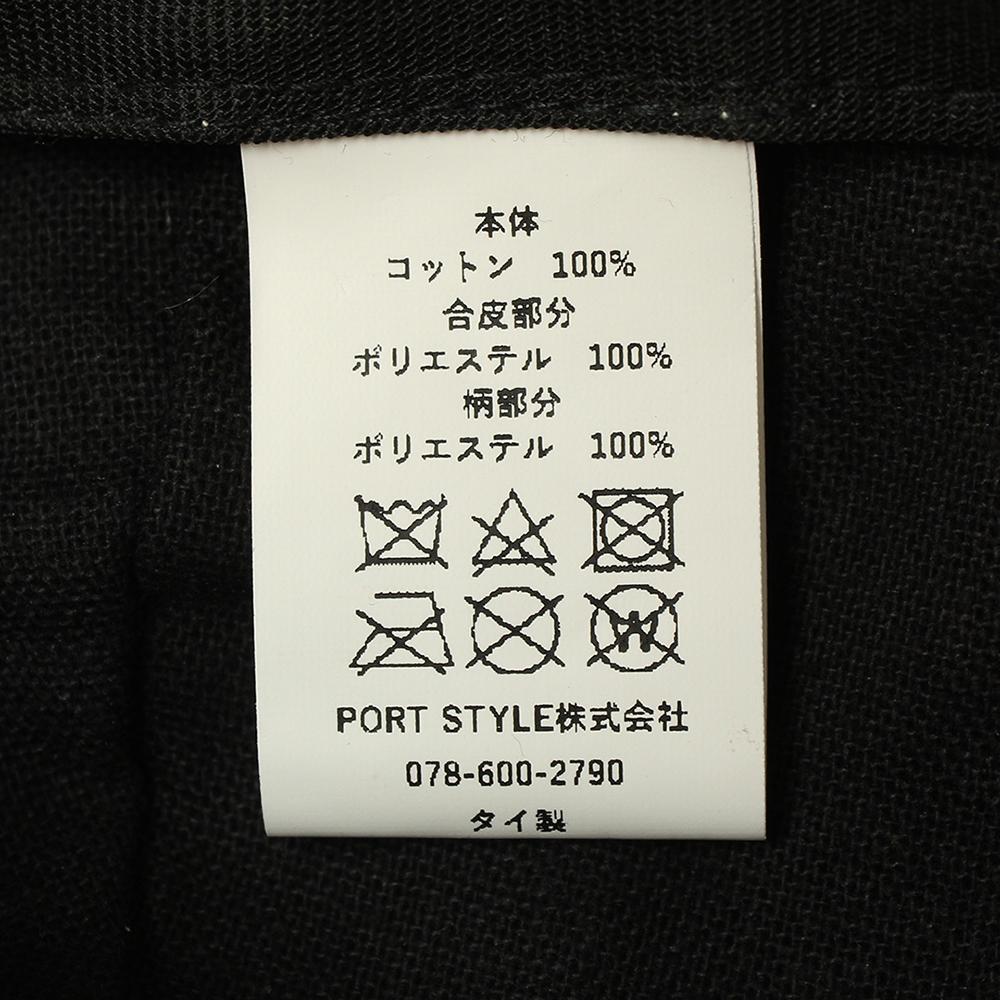 本体
コットン 100%
合皮部分
ポリエステル 100%
柄部分
ポリエステル 100%
W
PORT STYLE株式会社
078-600-2790
タイ製